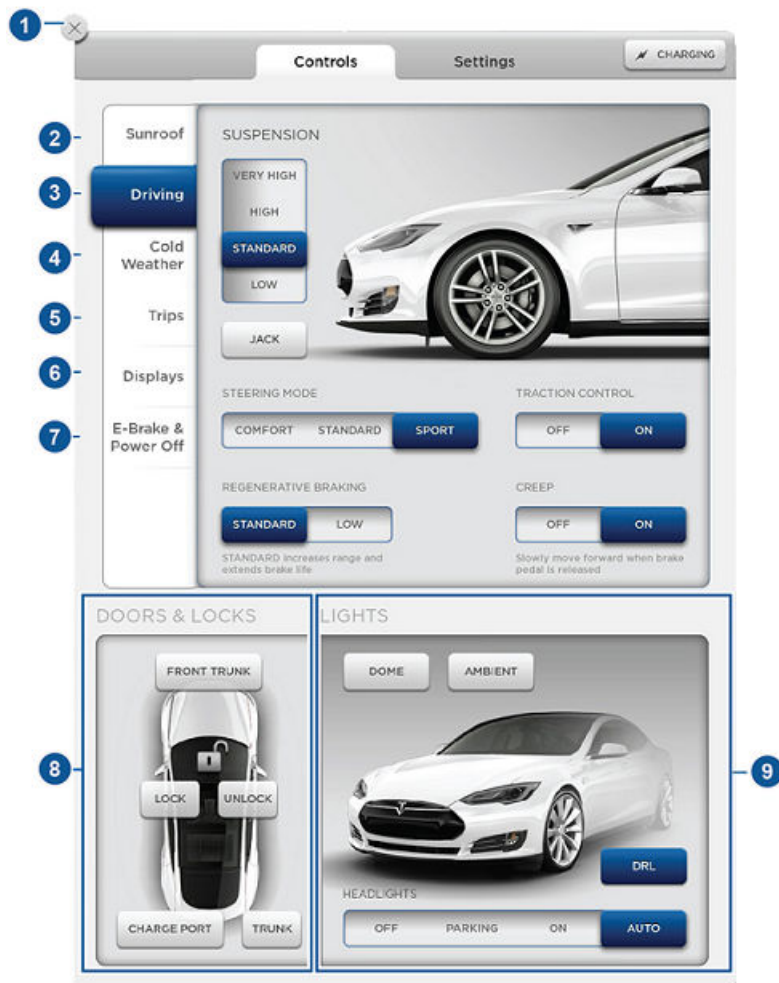 1
Controls
Settings
CHARGING
2
Sunroof
3
Driving
4
Cold
Weather
5
Trips
6
Displays
7
E-Brake &
Power Off
SUSPENSION
VERY HIGH
HIGH
STANDARD
LOW
JACK
STEERING MODE
COMFORT STANDARD SPORT
TRACTION CONTROL
OFF ON
REGENERATIVE BRAKING
STANDARD LOW
STANDARD increases range and
extends brake life
CREEP
OFF ON
Slowly move forward when brake
pedal is released
8
DOORS & LOCKS
FRONT TRUNK
LOCK UNLOCK
CHARGE PORT TRUNK
9
LIGHTS
DOME AMBIENT
DRL
HEADLIGHTS
OFF PARKING ON AUTO